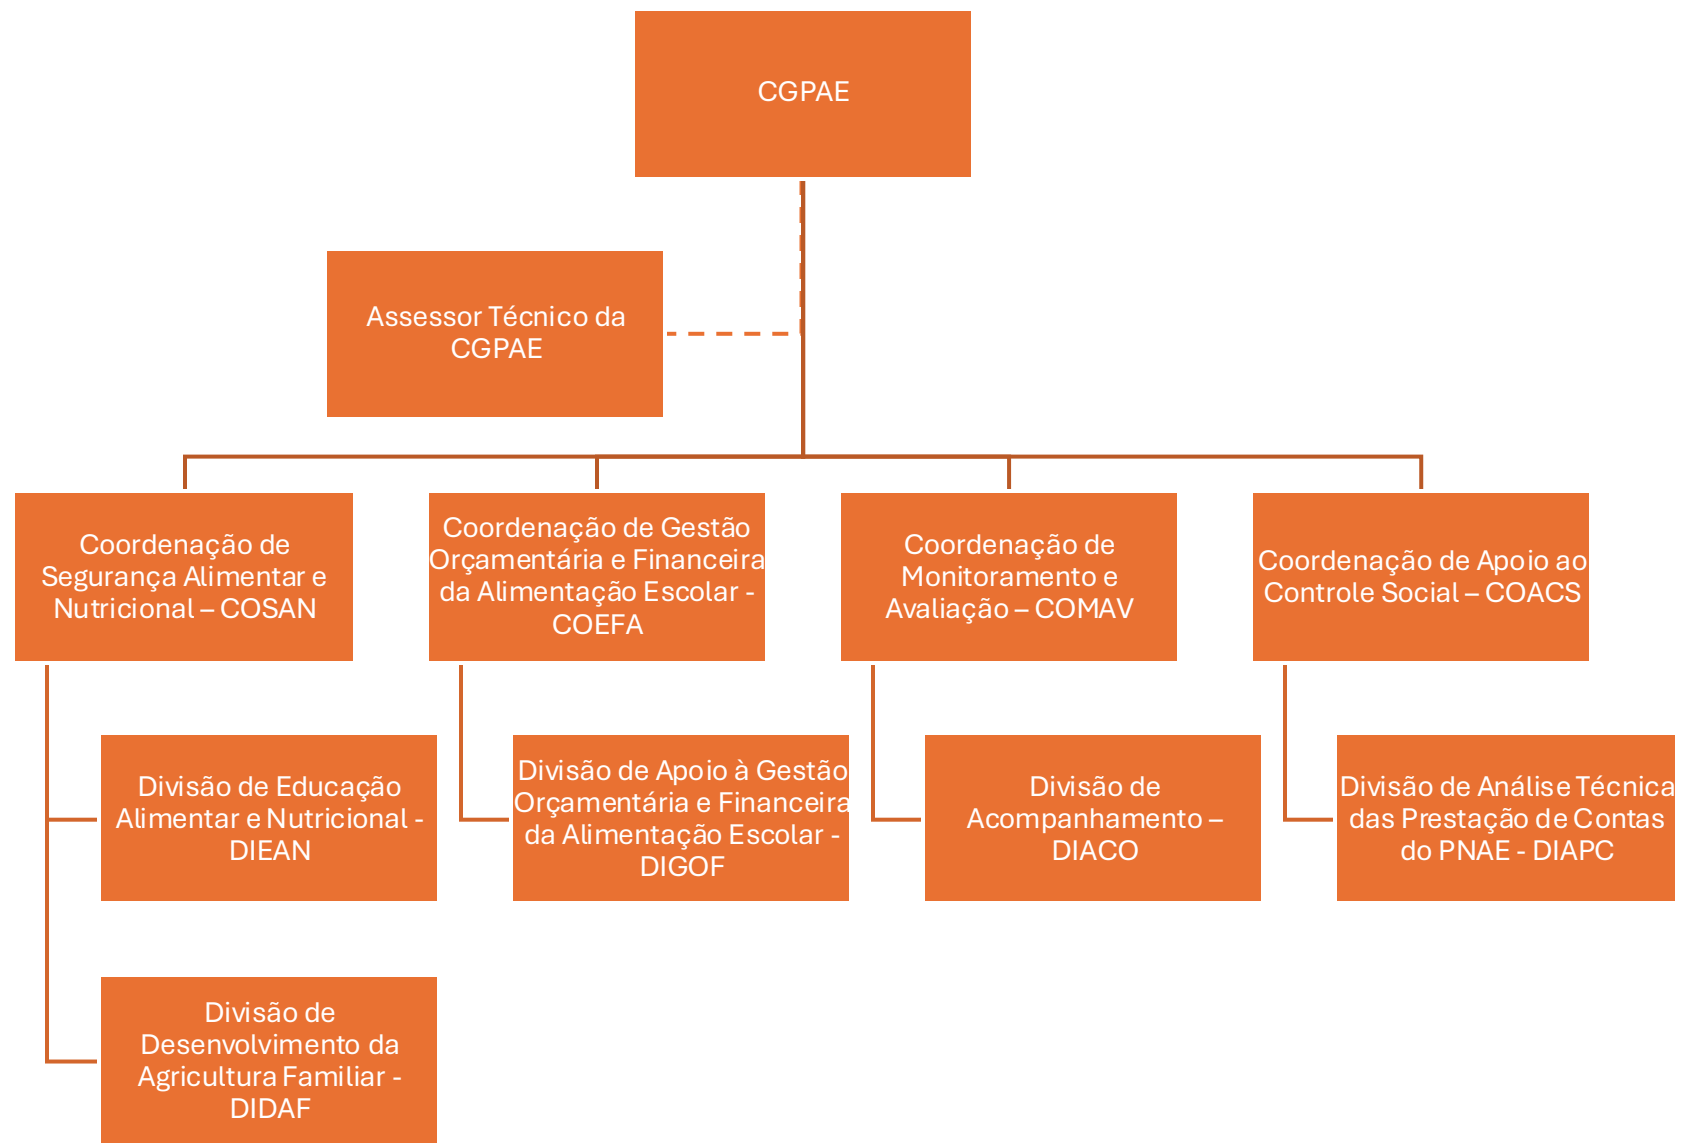 CGPAE
Assessor Técnico da
CGPAE
Coordenação de
Segurança Alimentar e
Nutricional – COSAN
Coordenação de Gestão
Orçamentária e Financeira
da Alimentação Escolar -
COEFA
Coordenação de
Monitoramento e
Avaliação – COMAV
Coordenação de Apoio ao
Controle Social – COACS
Divisão de Educação
Alimentar e Nutricional -
DIEAN
Divisão de Apoio à Gestão
Orçamentária e Financeira
da Alimentação Escolar -
DIGOF
Divisão de
Acompanhamento –
DIACO
Divisão de Análise Técnica
das Prestação de Contas
do PNAE - DIAPC
Divisão de
Desenvolvimento da
Agricultura Familiar -
DIDAF